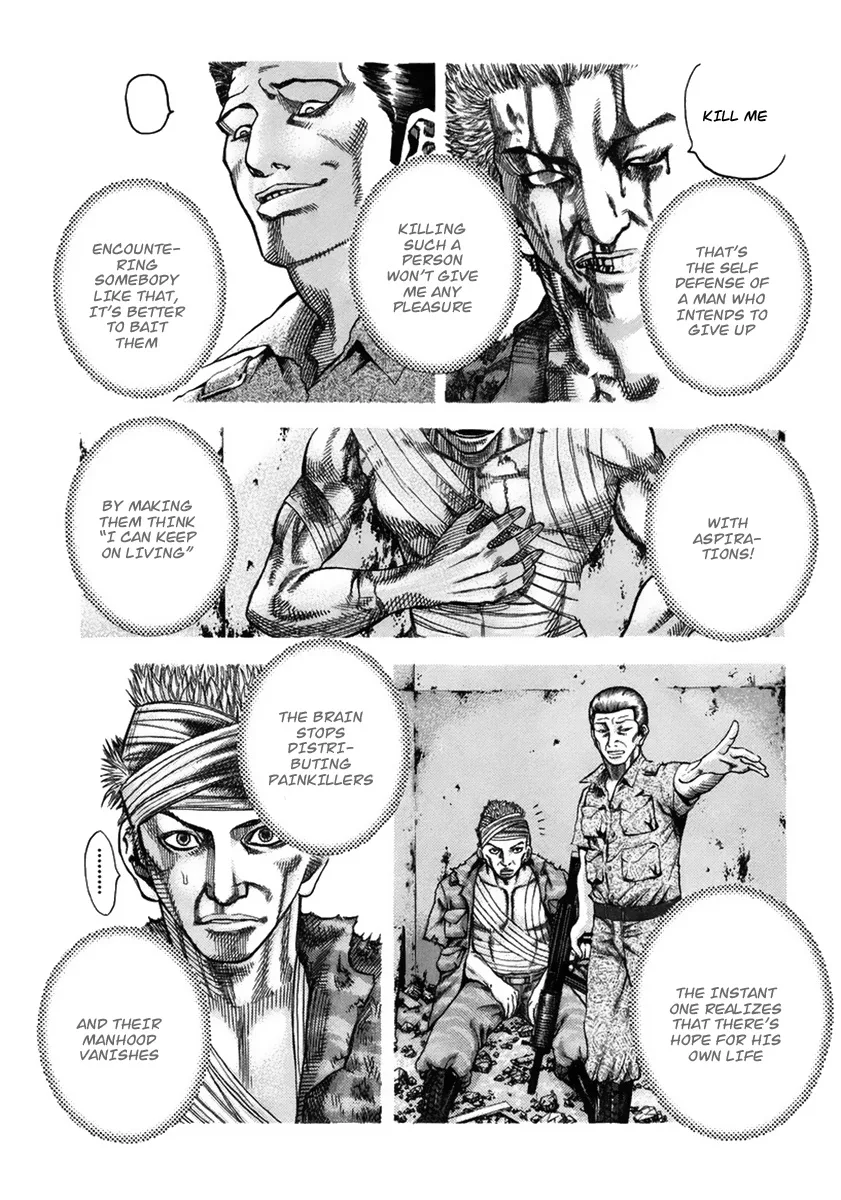 KILL ME
THAT'S
THE SELF
DEFENSE OF
A MAN WHO
INTENDS TO
GIVE UP
KILLING
SUCH A
PERSON
WON'T GIVE
ME ANY
PLEASURE
ENCOUNTE-
RING
SOMEBODY
LIKE THAT,
IT'S BETTER
TO BAIT
THEM
WITH
ASPIRA-
TIONS!
BY MAKING
THEM THINK
"I CAN KEEP
ON LIVING"
THE INSTANT
ONE REALIZES
THAT THERE'S
HOPE FOR HIS
OWN LIFE
THE BRAIN
STOPS
DISTRI-
BUTING
PAINKILLERS
........
AND THEIR
MANHOOD
VANISHES